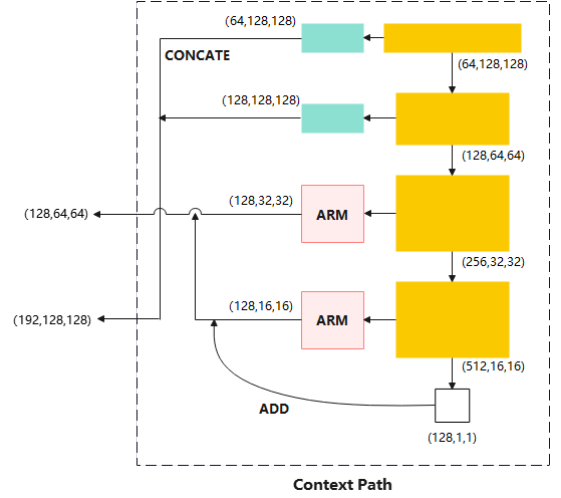 (64,128,128)
CONCATE
(64,128,128)
(128,128,128)
(128,64,64)
(128,32,32)
ARM
(128,64,64)
(256,32,32)
(128,16,16)
ARM
(192,128,128)
(512,16,16)
ADD
(128,1,1)
Context Path